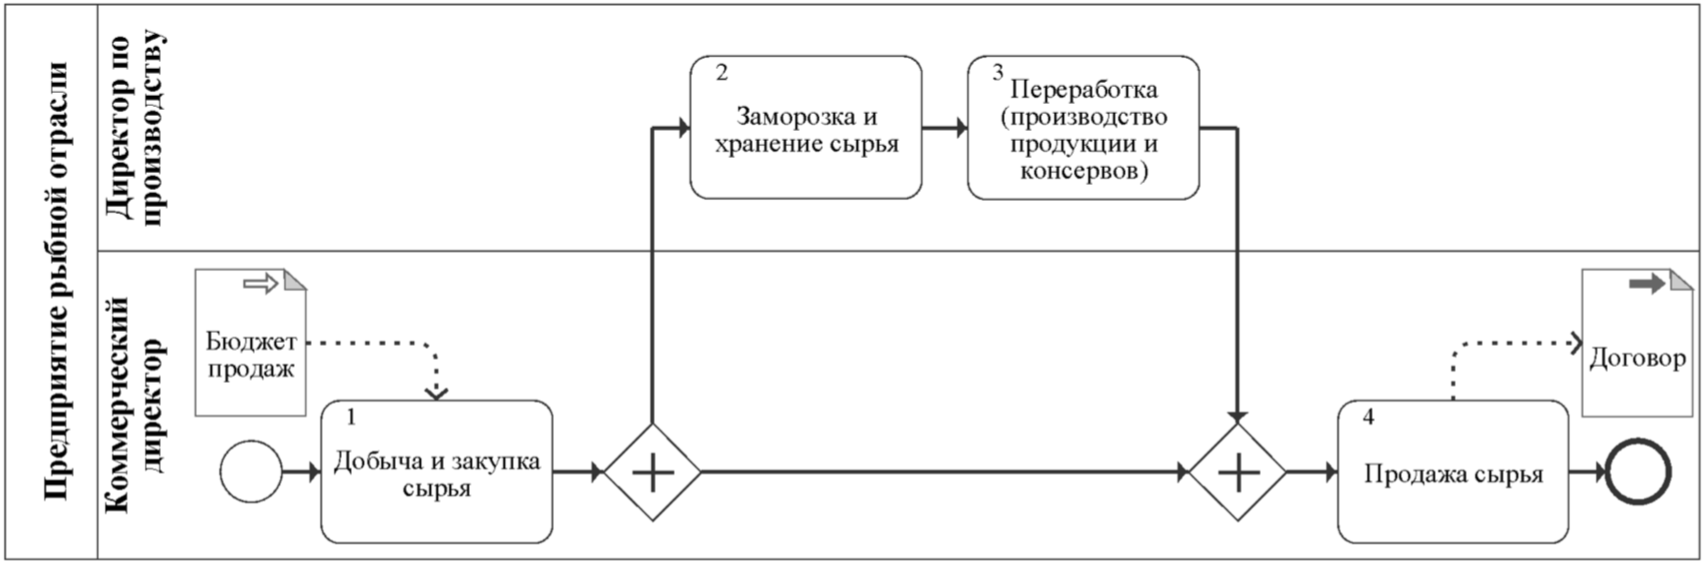 Предприятие рыбной отрасли
Директор по
производству
2
Заморозка и
хранение сырья
3
Переработка
(производство
продукции и
консервов)
Коммерческий
директор
Бюджет
продаж
1
Добыча и закупка
сырья
4
Продажа сырья
Договор